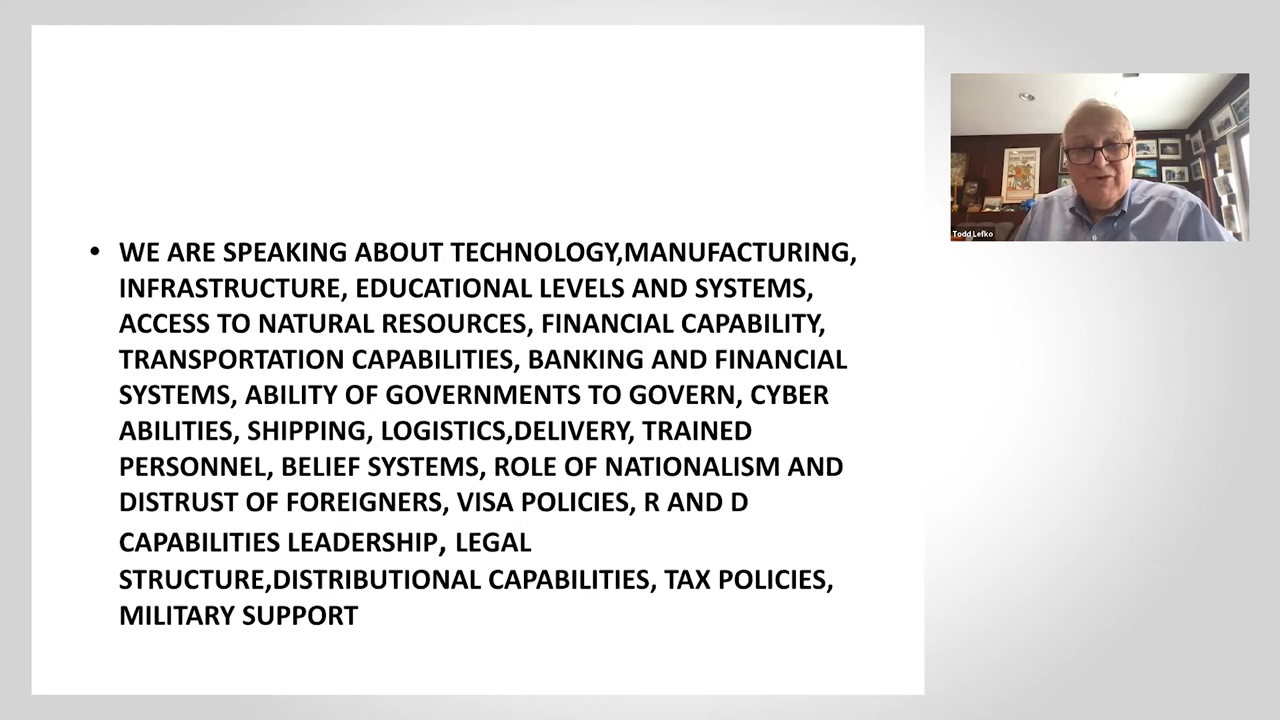 • WE ARE SPEAKING ABOUT TECHNOLOGY,MANUFACTURING,
INFRASTRUCTURE, EDUCATIONAL LEVELS AND SYSTEMS,
ACCESS TO NATURAL RESOURCES, FINANCIAL CAPABILITY,
TRANSPORTATION CAPABILITIES, BANKING AND FINANCIAL
SYSTEMS, ABILITY OF GOVERNMENTS TO GOVERN, CYBER
ABILITIES, SHIPPING, LOGISTICS,DELIVERY, TRAINED
PERSONNEL, BELIEF SYSTEMS, ROLE OF NATIONALISM AND
DISTRUST OF FOREIGNERS, VISA POLICIES, R AND D
CAPABILITIES LEADERSHIP, LEGAL
STRUCTURE,DISTRIBUTIONAL CAPABILITIES, TAX POLICIES,
MILITARY SUPPORT
Todd Lefko